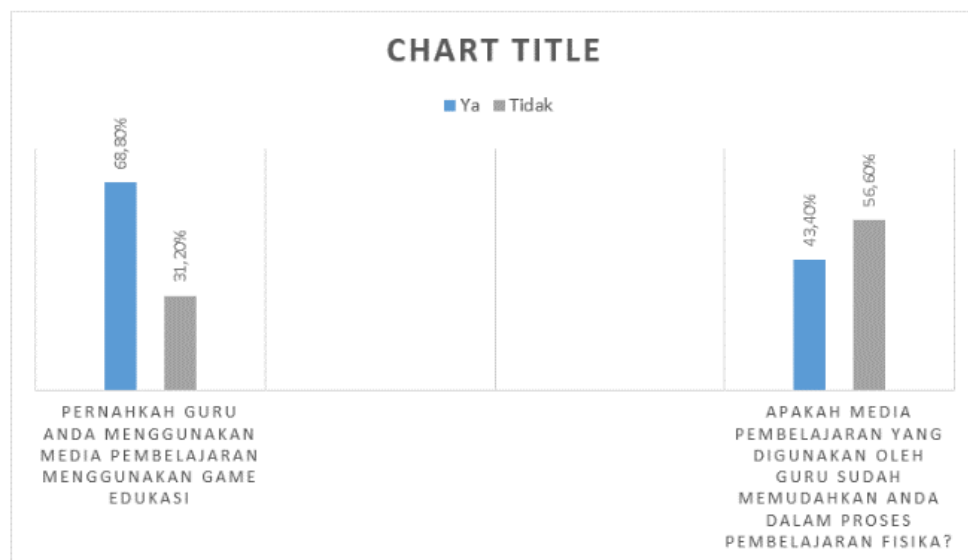 CHART TITLE
Ya Tidak
68,80%
31,20%
43,40%
56,60%
PERNAHKAH GURU
ANDA MENGGUNAKAN
MEDIA PEMBELAJARAN
MENGGUNAKAN GAME
EDUKASI
APAKAH MEDIA
PEMBELAJARAN YANG
DIGUNAKAN OLEH
GURU SUDAH
MEMUDAHKAN ANDA
DALAM PROSES
PEMBELAJARAN FISIKA?